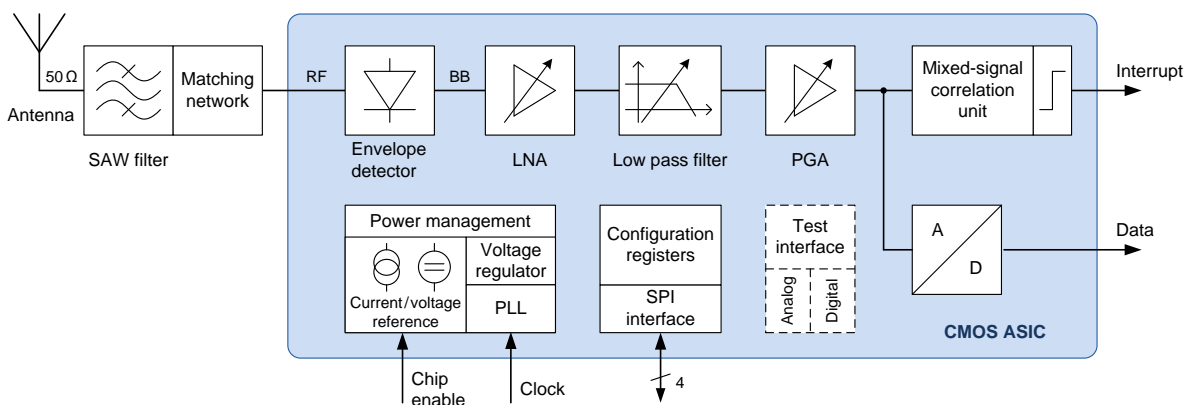 50 Ω
Antenna
Matching
network
SAW filter
RF
Envelope
detector
BB
LNA
Low pass filter
PGA
Mixed-signal
correlation
unit
Interrupt
Power management
Current/voltage
reference
Voltage
regulator
PLL
Configuration
registers
SPI
interface
Test
interface
Analog
Digital
A
D
Data
CMOS ASIC
Chip
enable
Clock
4